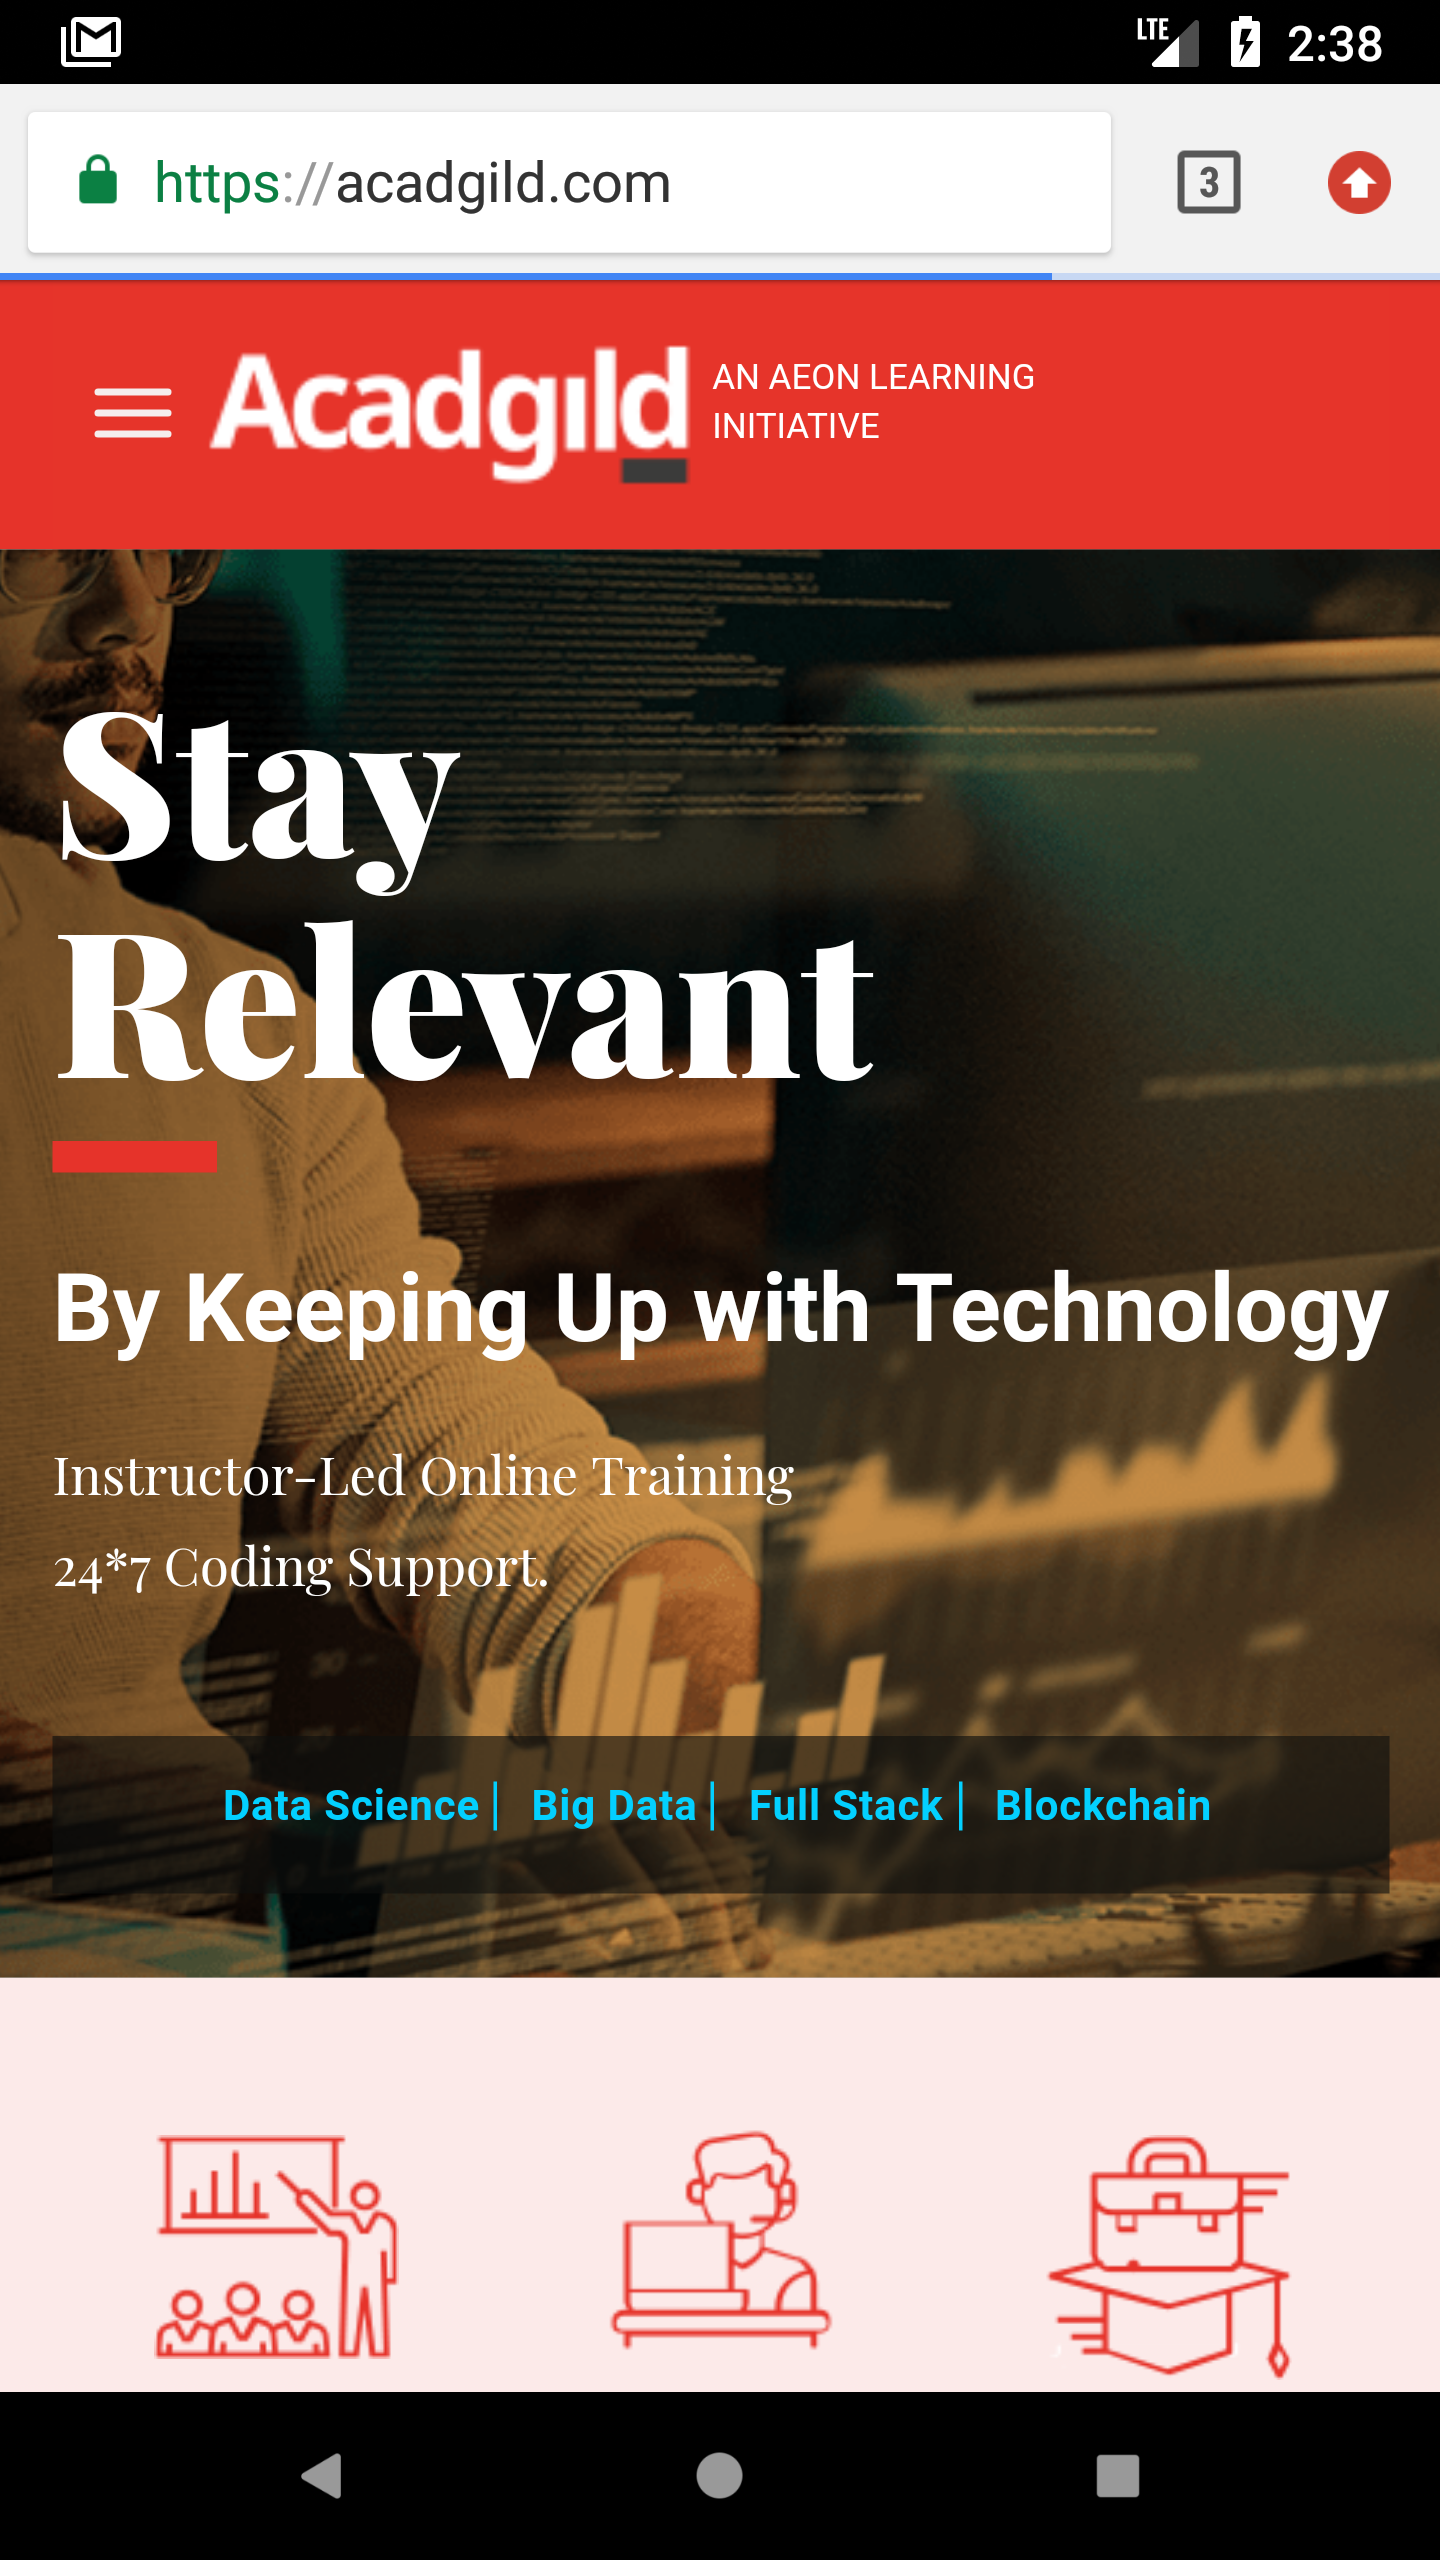 LTE 2:38
https://acadgild.com 3
Acadgild
AN AEON LEARNING
INITIATIVE
Stay
Relevant
By Keeping Up with Technology
Instructor-Led Online Training
24*7 Coding Support.
Data Science | Big Data | Full Stack | Blockchain